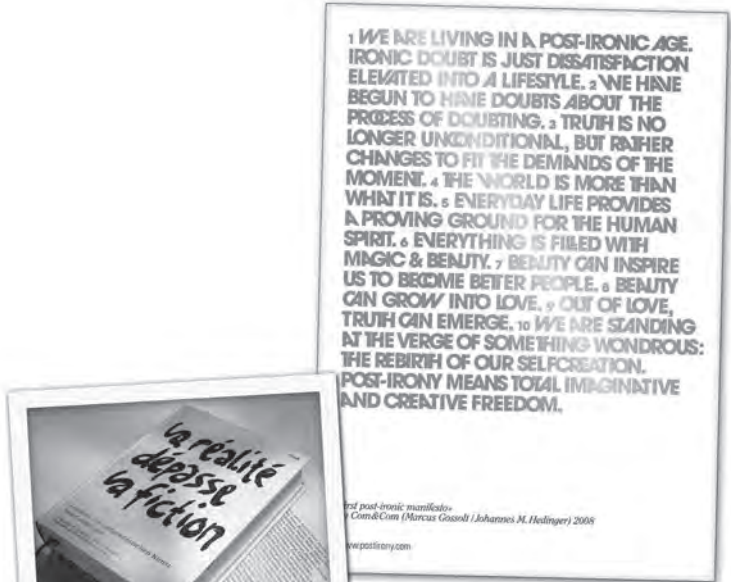 1 WE ARE LIVING IN A POST-IRONIC AGE.
IRONIC DOUBT IS JUST DISSATISFACTION
ELEVATED INTO A LIFESTYLE. 2 WE HAVE
BEGUN TO HAVE DOUBTS ABOUT THE
PROCESS OF DOUBTING. 3 TRUTH IS NO
LONGER UNCONDITIONAL, BUT RATHER
CHANGES TO FIT THE DEMANDS OF THE
MOMENT. 4 THE WORLD IS MORE THAN
WHAT IT IS. 5 EVERYDAY LIFE PROVIDES
A PROVING GROUND FOR THE HUMAN
SPIRIT. 6 EVERYTHING IS FILLED WITH
MAGIC & BEAUTY. 7 BEAUTY CAN INSPIRE
US TO BECOME BETTER PEOPLE. 8 BEAUTY
CAN GROW INTO LOVE. 9 OUT OF LOVE,
TRUTH CAN EMERGE. 10 WE ARE STANDING
AT THE VERGE OF SOMETHING WONDROUS:
THE REBIRTH OF OUR SELFCREATION.
POST-IRONY MEANS TOTAL IMAGINATIVE
AND CREATIVE FREEDOM.
post-ironic manifesto»
Com&Com (Marcus Gossolt / Johannes M. Hedinger) 2008
www.postirony.com
la réalité
dépasse
la fiction